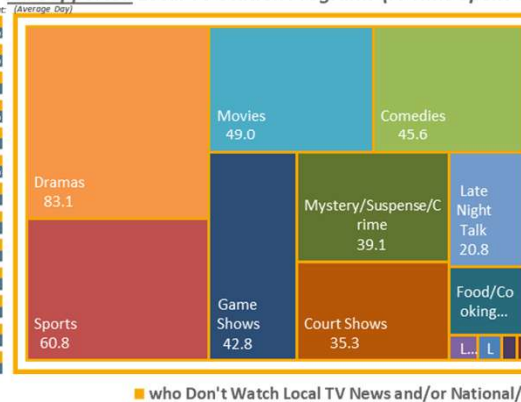 (Average Day)
Dramas
83.1
Sports
60.8
Movies
49.0
Comedies
45.6
Game
Shows
42.8
Mystery/Suspense/C
rime
39.1
Court Shows
35.3
Late
Night
Talk
20.8
Food/Co
oking...
L... L
who Don't Watch Local TV News and/or National/